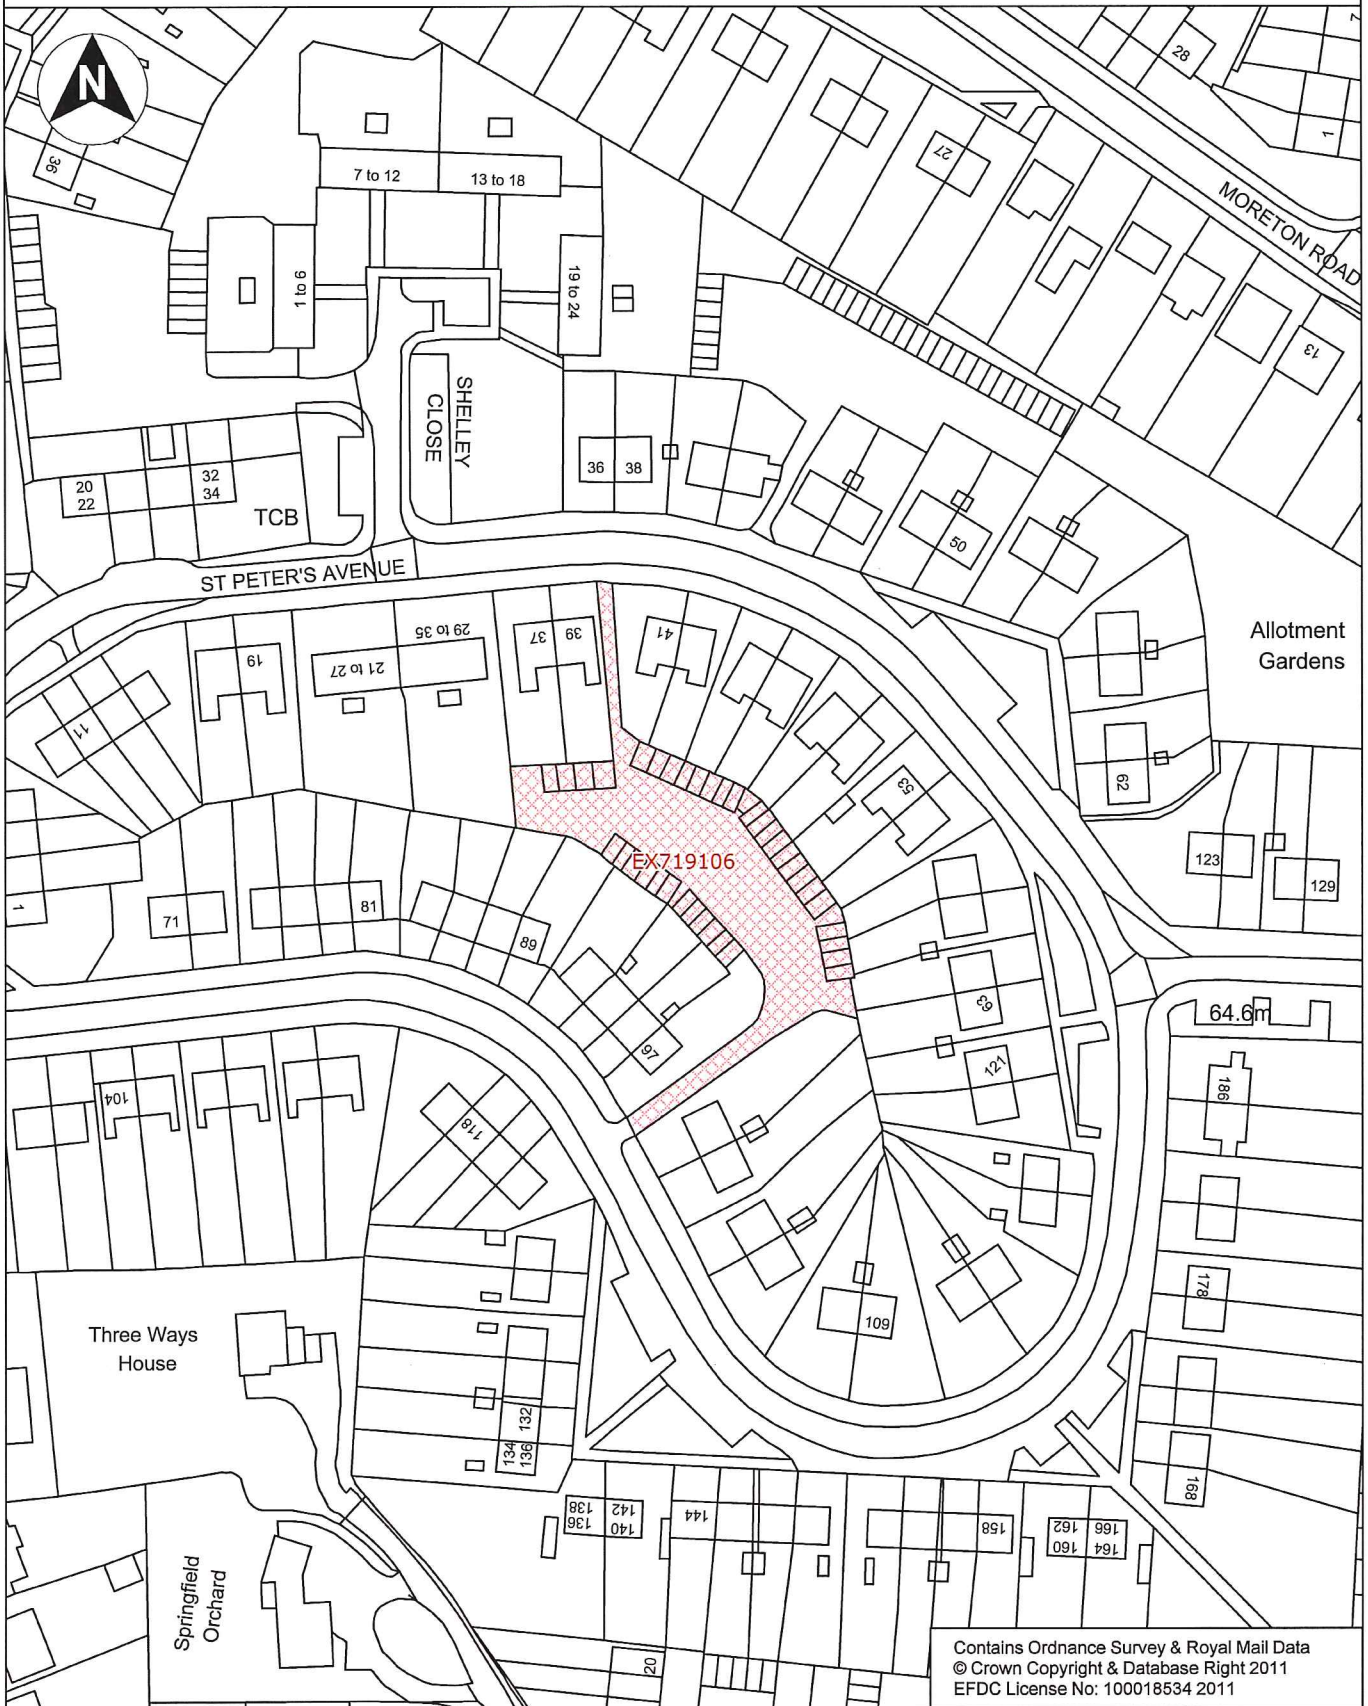 N
28
7
1
27
MORETON ROAD
36
7 to 12
13 to 18
1 to 6
19 to 24
13
SHELLEY
CLOSE
36
38
20
22
32
34
TCB
50
ST PETER'S AVENUE
Allotment
Gardens
11
19
21 to 27
29 to 35
37
39
41
53
62
123
129
EX719106
1
71
81
89
97
63
121
64.6m
186
104
118
178
109
Three Ways
House
132
134
136
168
138
136
142
140
144
158
162
160
166
164
Springfield
Orchard
20
Contains Ordnance Survey & Royal Mail Data
© Crown Copyright & Database Right 2011
EFDC License No: 100018534 2011